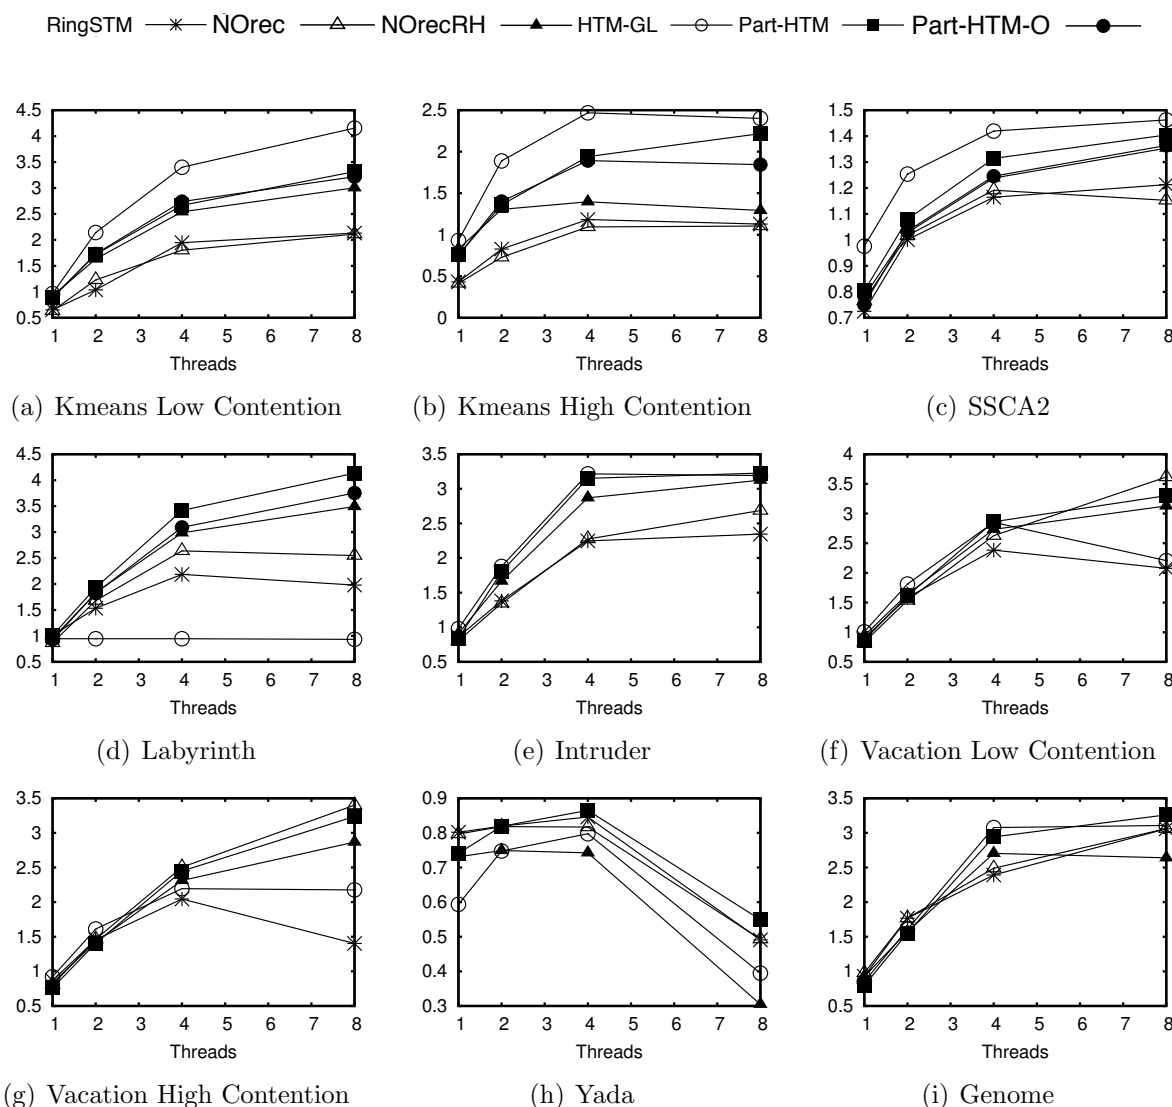 RingSTM NOrec NOrecRH HTM-GL Part-HTM Part-HTM-O
4.5 4 3.5 3 2.5 2 1.5 1 0.5
1 2 3 4 5 6 7 8
Threads
(a) Kmeans Low Contention
2.5 2 1.5 1 0.5 0
1 2 3 4 5 6 7 8
Threads
(b) Kmeans High Contention
1.5 1.4 1.3 1.2 1.1 1 0.9 0.8 0.7
1 2 3 4 5 6 7 8
Threads
(c) SSCA2
4.5 4 3.5 3 2.5 2 1.5 1 0.5
1 2 3 4 5 6 7 8
Threads
(d) Labyrinth
3.5 3 2.5 2 1.5 1 0.5
1 2 3 4 5 6 7 8
Threads
(e) Intruder
4 3.5 3 2.5 2 1.5 1 0.5
1 2 3 4 5 6 7 8
Threads
(f) Vacation Low Contention
3.5 3 2.5 2 1.5 1 0.5
1 2 3 4 5 6 7 8
Threads
(g) Vacation High Contention
0.9 0.8 0.7 0.6 0.5 0.4 0.3
1 2 3 4 5 6 7 8
Threads
(h) Yada
3.5 3 2.5 2 1.5 1 0.5
1 2 3 4 5 6 7 8
Threads
(i) Genome